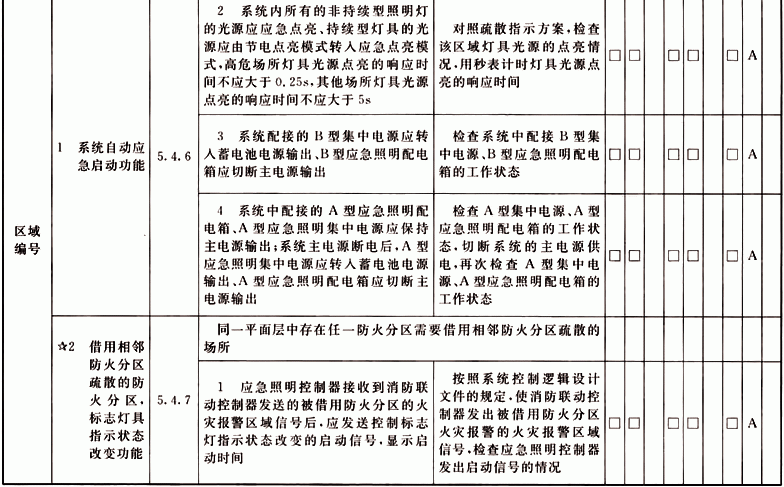 2 系统内所有的非持续型照明灯
的光源应应急点亮、持续型灯具的光
源应由节电点亮模式转入应急点亮模
式,高危场所灯具光源点亮的响应时
间不应大于0.25s,其他场所灯具光源
点亮的响应时间不应大于5s
对照疏散指示方案,检查
该区域灯具光源的点亮情
况,用秒表计时灯具光源点
亮的响应时间
□ □ □ □ □ A
区域
编号
1 系统自动应
急启动功能
5.4.6
3 系统配接的B型集中电源应转
入蓄电池电源输出、B型应急照明配电
箱应切断主电源输出
检查系统中配接B型集
中电源、B型应急照明配电
箱的工作状态
□ □ □ □ □ A
4 系统中配接的A型应急照明配
电箱、A型应急照明集中电源应保持
主电源输出;系统主电源断电后,A型
应急照明集中电源应转入蓄电池电源
输出、A型应急照明配电箱应切断主
电源输出
检查A型集中电源、A型
应急照明配电箱的工作状
态,切断系统的主电源供
电,再次检查A型集中电
源、A型应急照明配电箱的
工作状态
□ □ □ □ □ A
☆2 借用相邻
防火分区
疏散的防
火分区,
标志灯具
指示状态
改变功能
5.4.7
同一平面层中存在任一防火分区需要借用相邻防火分区疏散的
场所
1 应急照明控制器接收到消防联
动控制器发送的被借用防火分区的火
灾报警区域信号后,应发送控制标志
灯指示状态改变的启动信号,显示启
动时间
按照系统控制逻辑设计
文件的规定,使消防联动控
制器发出被借用防火分区
火灾报警的火灾报警区域
信号,检查应急照明控制器
发出启动信号的情况
□ □ □ □ □ A